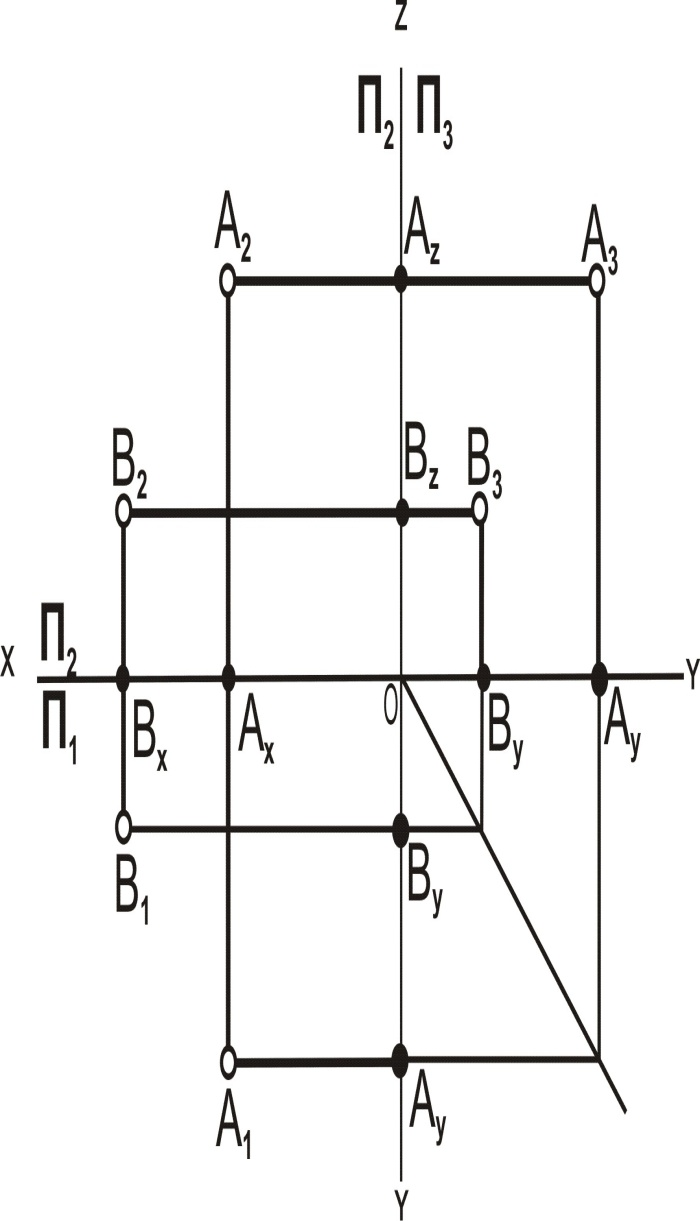 Z
П2 П3
A2 Az A3
B2 Bz B3
X П2 Y
П1 Bx Ax O By Ay
B1 By
A1 Ay
Y